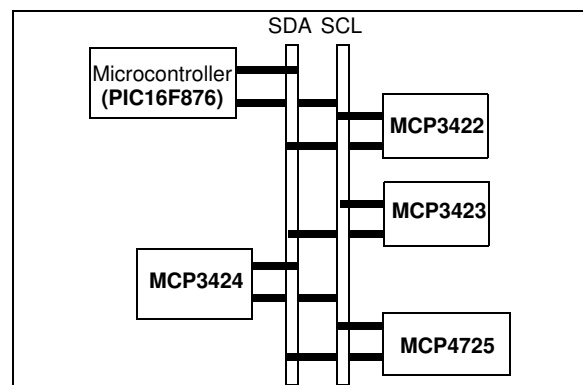 SDA SCL
Microcontroller
(PIC16F876)
MCP3422
MCP3423
MCP3424
MCP4725